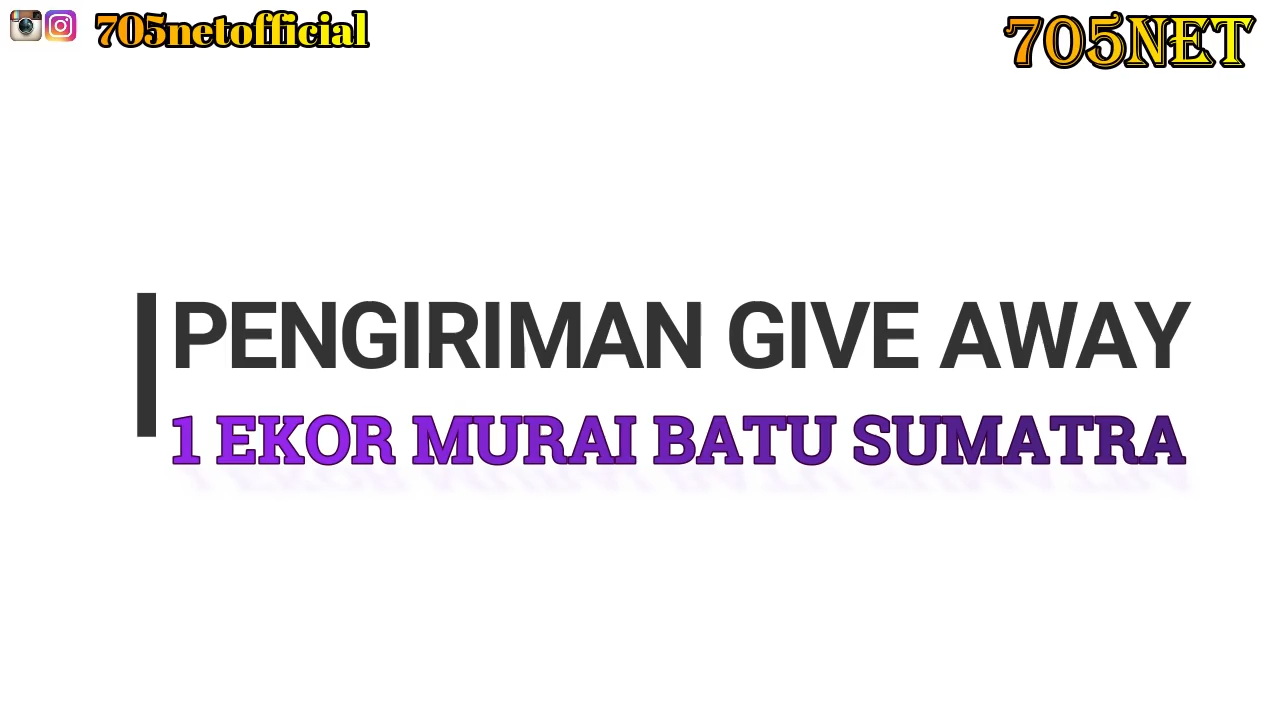 705netofficial
705NET
PENGIRIMAN GIVE AWAY
1 EKOR MURAI BATU SUMATRA